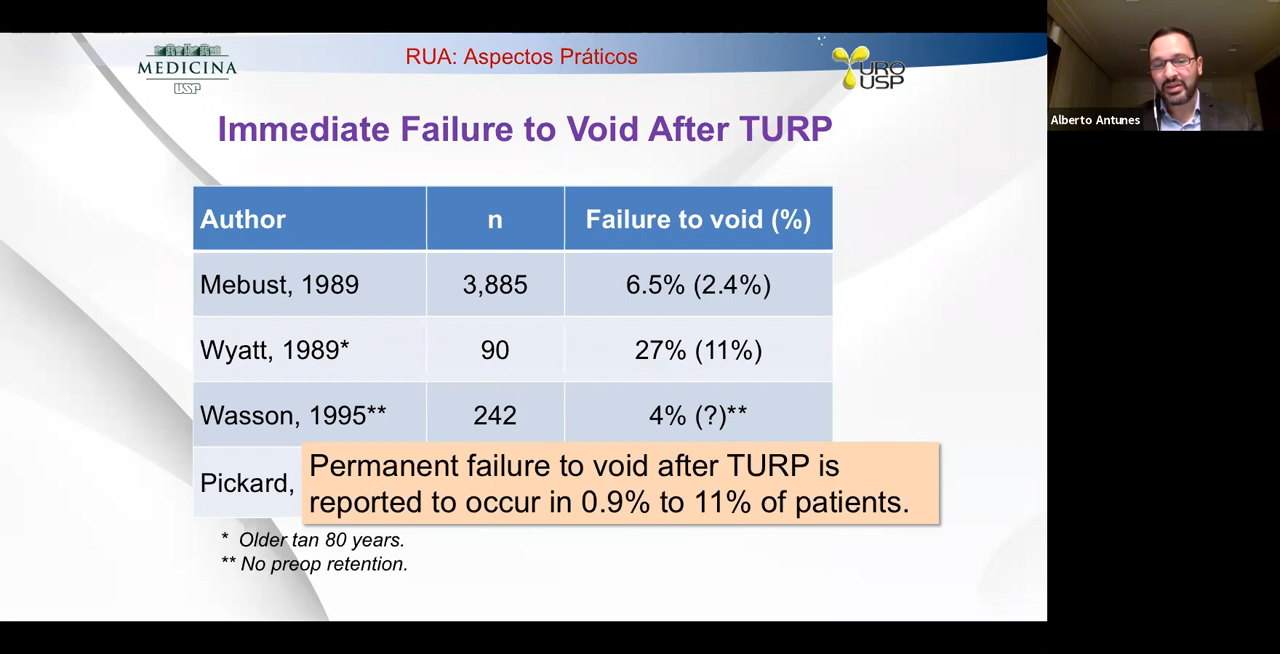 MEDICINA
USP
RUA: Aspectos Práticos
URO
USP
Alberto Antunes
Immediate Failure to Void After TURP
Author n Failure to void (%)
Mebust, 1989 3,885 6.5% (2.4%)
Wyatt, 1989* 90 27% (11%)
Wasson, 1995** 242 4% (?)**
Pickard,
Permanent failure to void after TURP is
reported to occur in 0.9% to 11% of patients.
* Older tan 80 years.
** No preop retention.